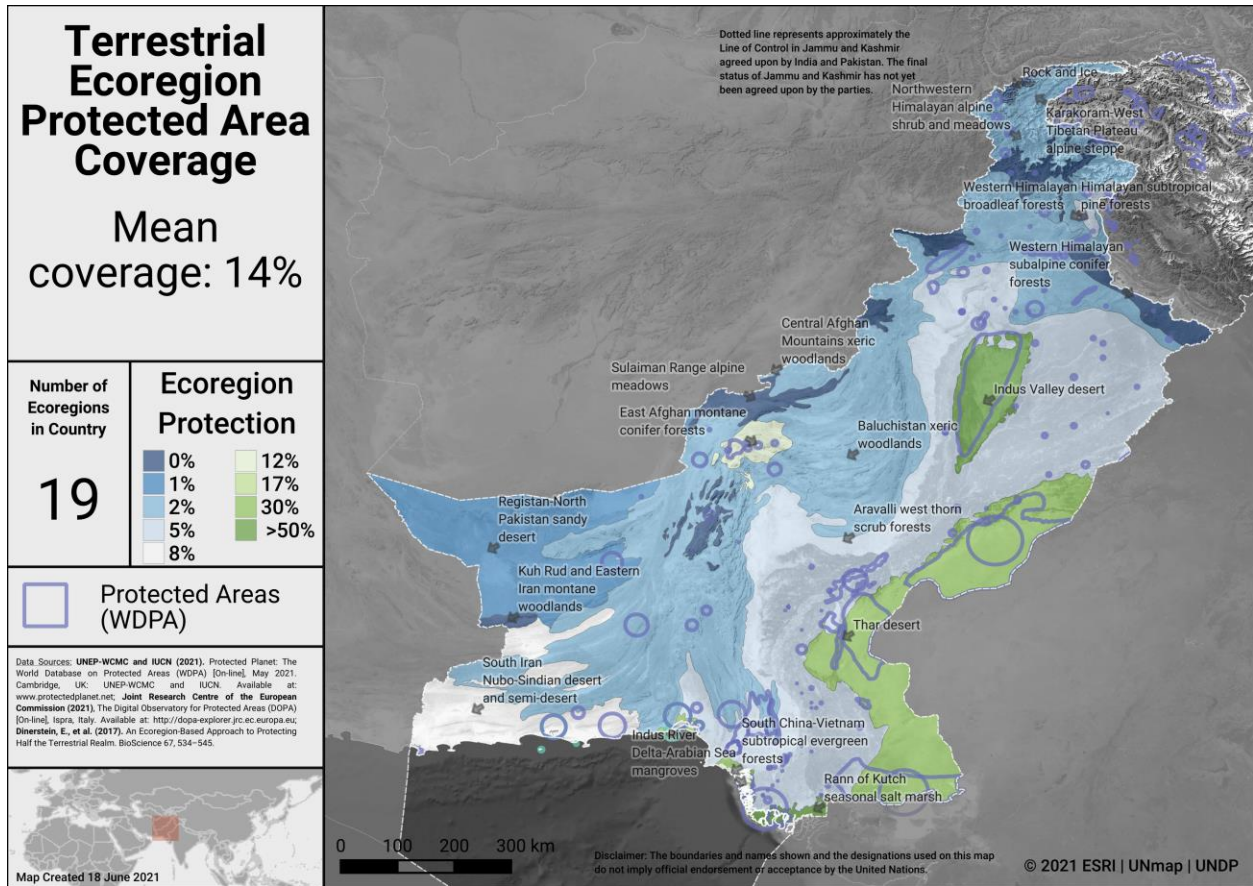 Terrestrial
Ecoregion
Protected Area
Coverage
Mean
coverage: 14%
Number of
Ecoregions
in Country
19
Ecoregion
Protection
0%
1%
2%
5%
8%
12%
17%
30%
>50%
Protected Areas
(WDPA)
Data Sources: UNEP-WCMC and IUCN (2021). Protected Planet: The
World Database on Protected Areas (WDPA) [On-line], May 2021.
Cambridge, UK: UNEP-WCMC and IUCN. Available at:
www.protectedplanet.net; Joint Research Centre of the European
Commission (2021), The Digital Observatory for Protected Areas (DOPA)
[On-line], Ispra, Italy. Available at: http://dopa-explorer.jrc.ec.europa.eu;
Dinerstein, E., et al. (2017). An Ecoregion-Based Approach to Protecting
Half the Terrestrial Realm. BioScience 67, 534–545.
Map Created 18 June 2021
Dotted line represents approximately the
Line of Control in Jammu and Kashmir
agreed upon by India and Pakistan. The final
status of Jammu and Kashmir has not yet
been agreed upon by the parties.
Rock and Ice
Northwestern
Himalayan alpine
shrub and meadows
Karakoram-West
Tibetan Plateau
alpine steppe
Western Himalayan
broadleaf forests
Himalayan subtropical
pine forests
Western Himalayan
subalpine conifer
forests
Central Afghan
Mountains xeric
woodlands
Sulaiman Range alpine
meadows
Indus Valley desert
East Afghan montane
conifer forests
Baluchistan xeric
woodlands
Registan-North
Pakistan sandy
desert
Aravalli west thorn
scrub forests
Kuh Rud and Eastern
Iran montane
woodlands
Thar desert
South Iran
Nubo-Sindian desert
and semi-desert
South China-Vietnam
subtropical evergreen
forests
Indus River
Delta-Arabian Sea
mangroves
Rann of Kutch
seasonal salt marsh
0 100 200 300 km
Disclaimer: The boundaries and names shown and the designations used on this map
do not imply official endorsement or acceptance by the United Nations.
© 2021 ESRI | UNmap | UNDP